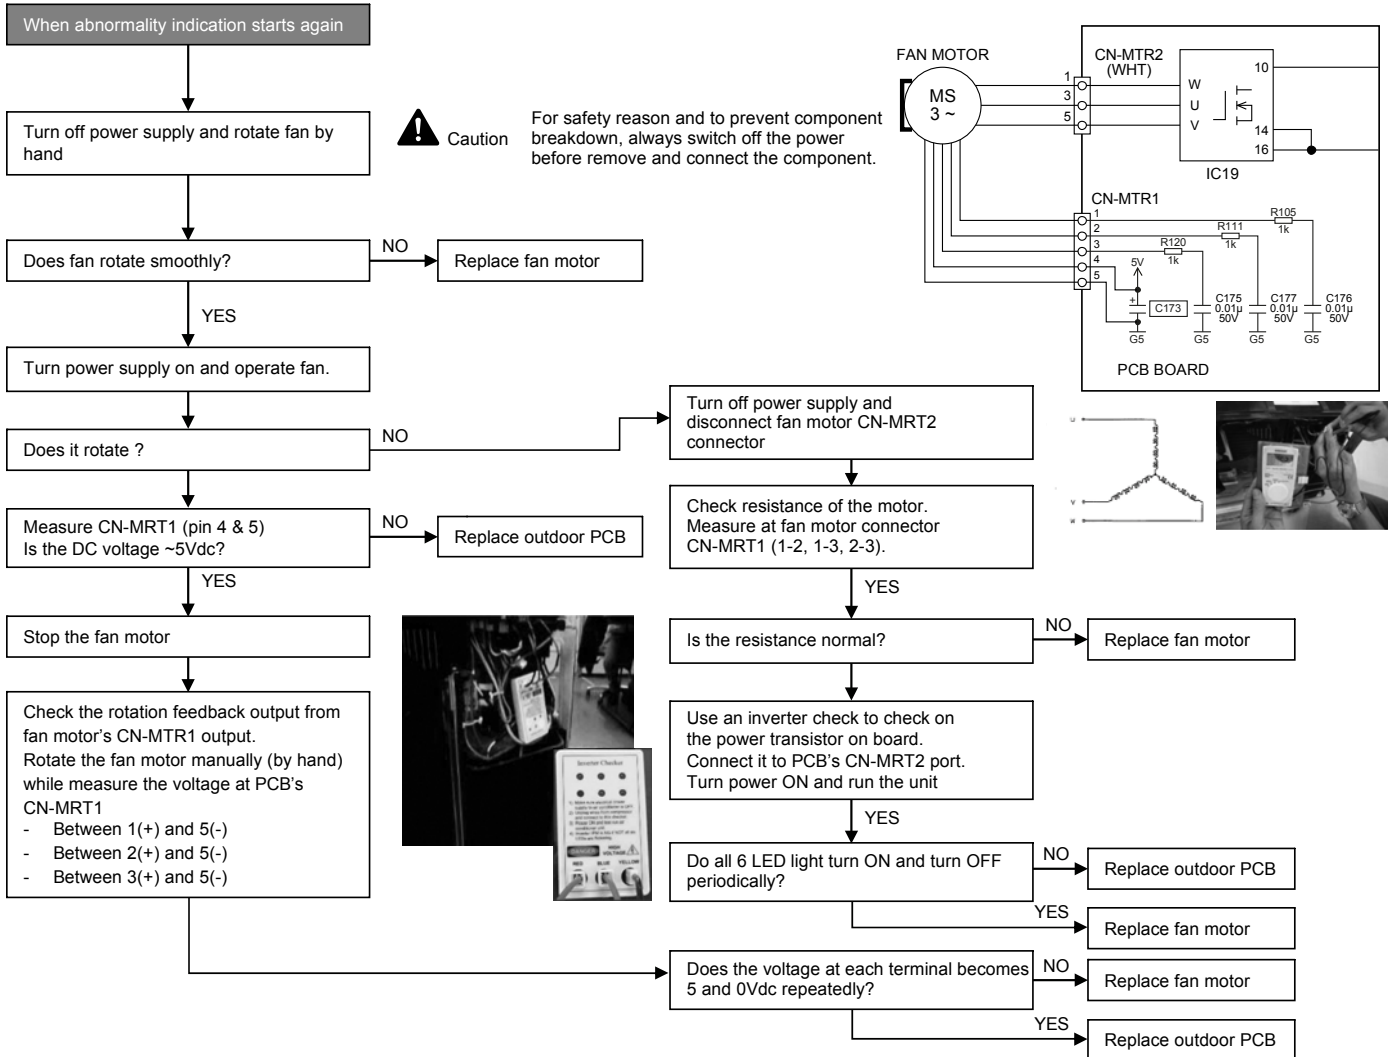 When abnormality indication starts again
Turn off power supply and rotate fan by
hand
Caution
For safety reason and to prevent component
breakdown, always switch off the power
before remove and connect the component.
Does fan rotate smoothly?
NO
Replace fan motor
YES
Turn power supply on and operate fan.
Does it rotate ?
NO
Measure CN-MRT1 (pin 4 & 5)
Is the DC voltage ~5Vdc?
NO
Replace outdoor PCB
YES
Stop the fan motor
Check the rotation feedback output from
fan motor's CN-MTR1 output.
Rotate the fan motor manually (by hand)
while measure the voltage at PCB's
CN-MRT1
- Between 1(+) and 5(-)
- Between 2(+) and 5(-)
- Between 3(+) and 5(-)
FAN MOTOR
MS
3 ~
CN-MTR2
(WHT)
1
3
5
W
U
V
10
14
16
IC19
CN-MTR1
1
2
3
4
5
R105
1k
R111
1k
R120
1k
5V
+
C173
C175
0.01µ
50V
C177
0.01µ
50V
C176
0.01µ
50V
G5
G5
G5
G5
PCB BOARD
Turn off power supply and
disconnect fan motor CN-MRT2
connector
U
V
W
Check resistance of the motor.
Measure at fan motor connector
CN-MRT1 (1-2, 1-3, 2-3).
YES
Is the resistance normal?
NO
Replace fan motor
Use an inverter check to check on
the power transistor on board.
Connect it to PCB's CN-MRT2 port.
Turn power ON and run the unit
YES
Inverter Checker
DANGER
HIGH
VOLTAGE
RED BLUE YELLOW
Do all 6 LED light turn ON and turn OFF
periodically?
NO
Replace outdoor PCB
YES
Replace fan motor
Does the voltage at each terminal becomes
5 and 0Vdc repeatedly?
NO
Replace fan motor
YES
Replace outdoor PCB